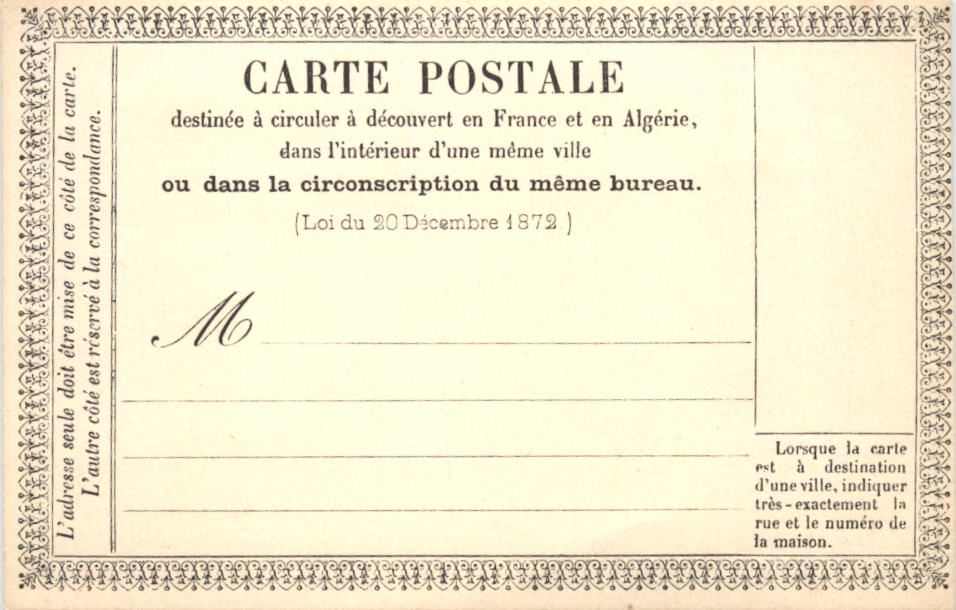 CARTE POSTALE
destinée à circuler à découvert en France et en Algérie,
dans l'intérieur d'une même ville
ou dans la circonscription du même bureau.
(Loi du 20 Décembre 1872)
M
L'adresse seule doit être mise de ce côté de la carte.
L'autre côté est réservé à la correspondance.
Lorsque la carte
est à destination
d'une ville, indiquer
très-exactement la
rue et le numéro de
la maison.